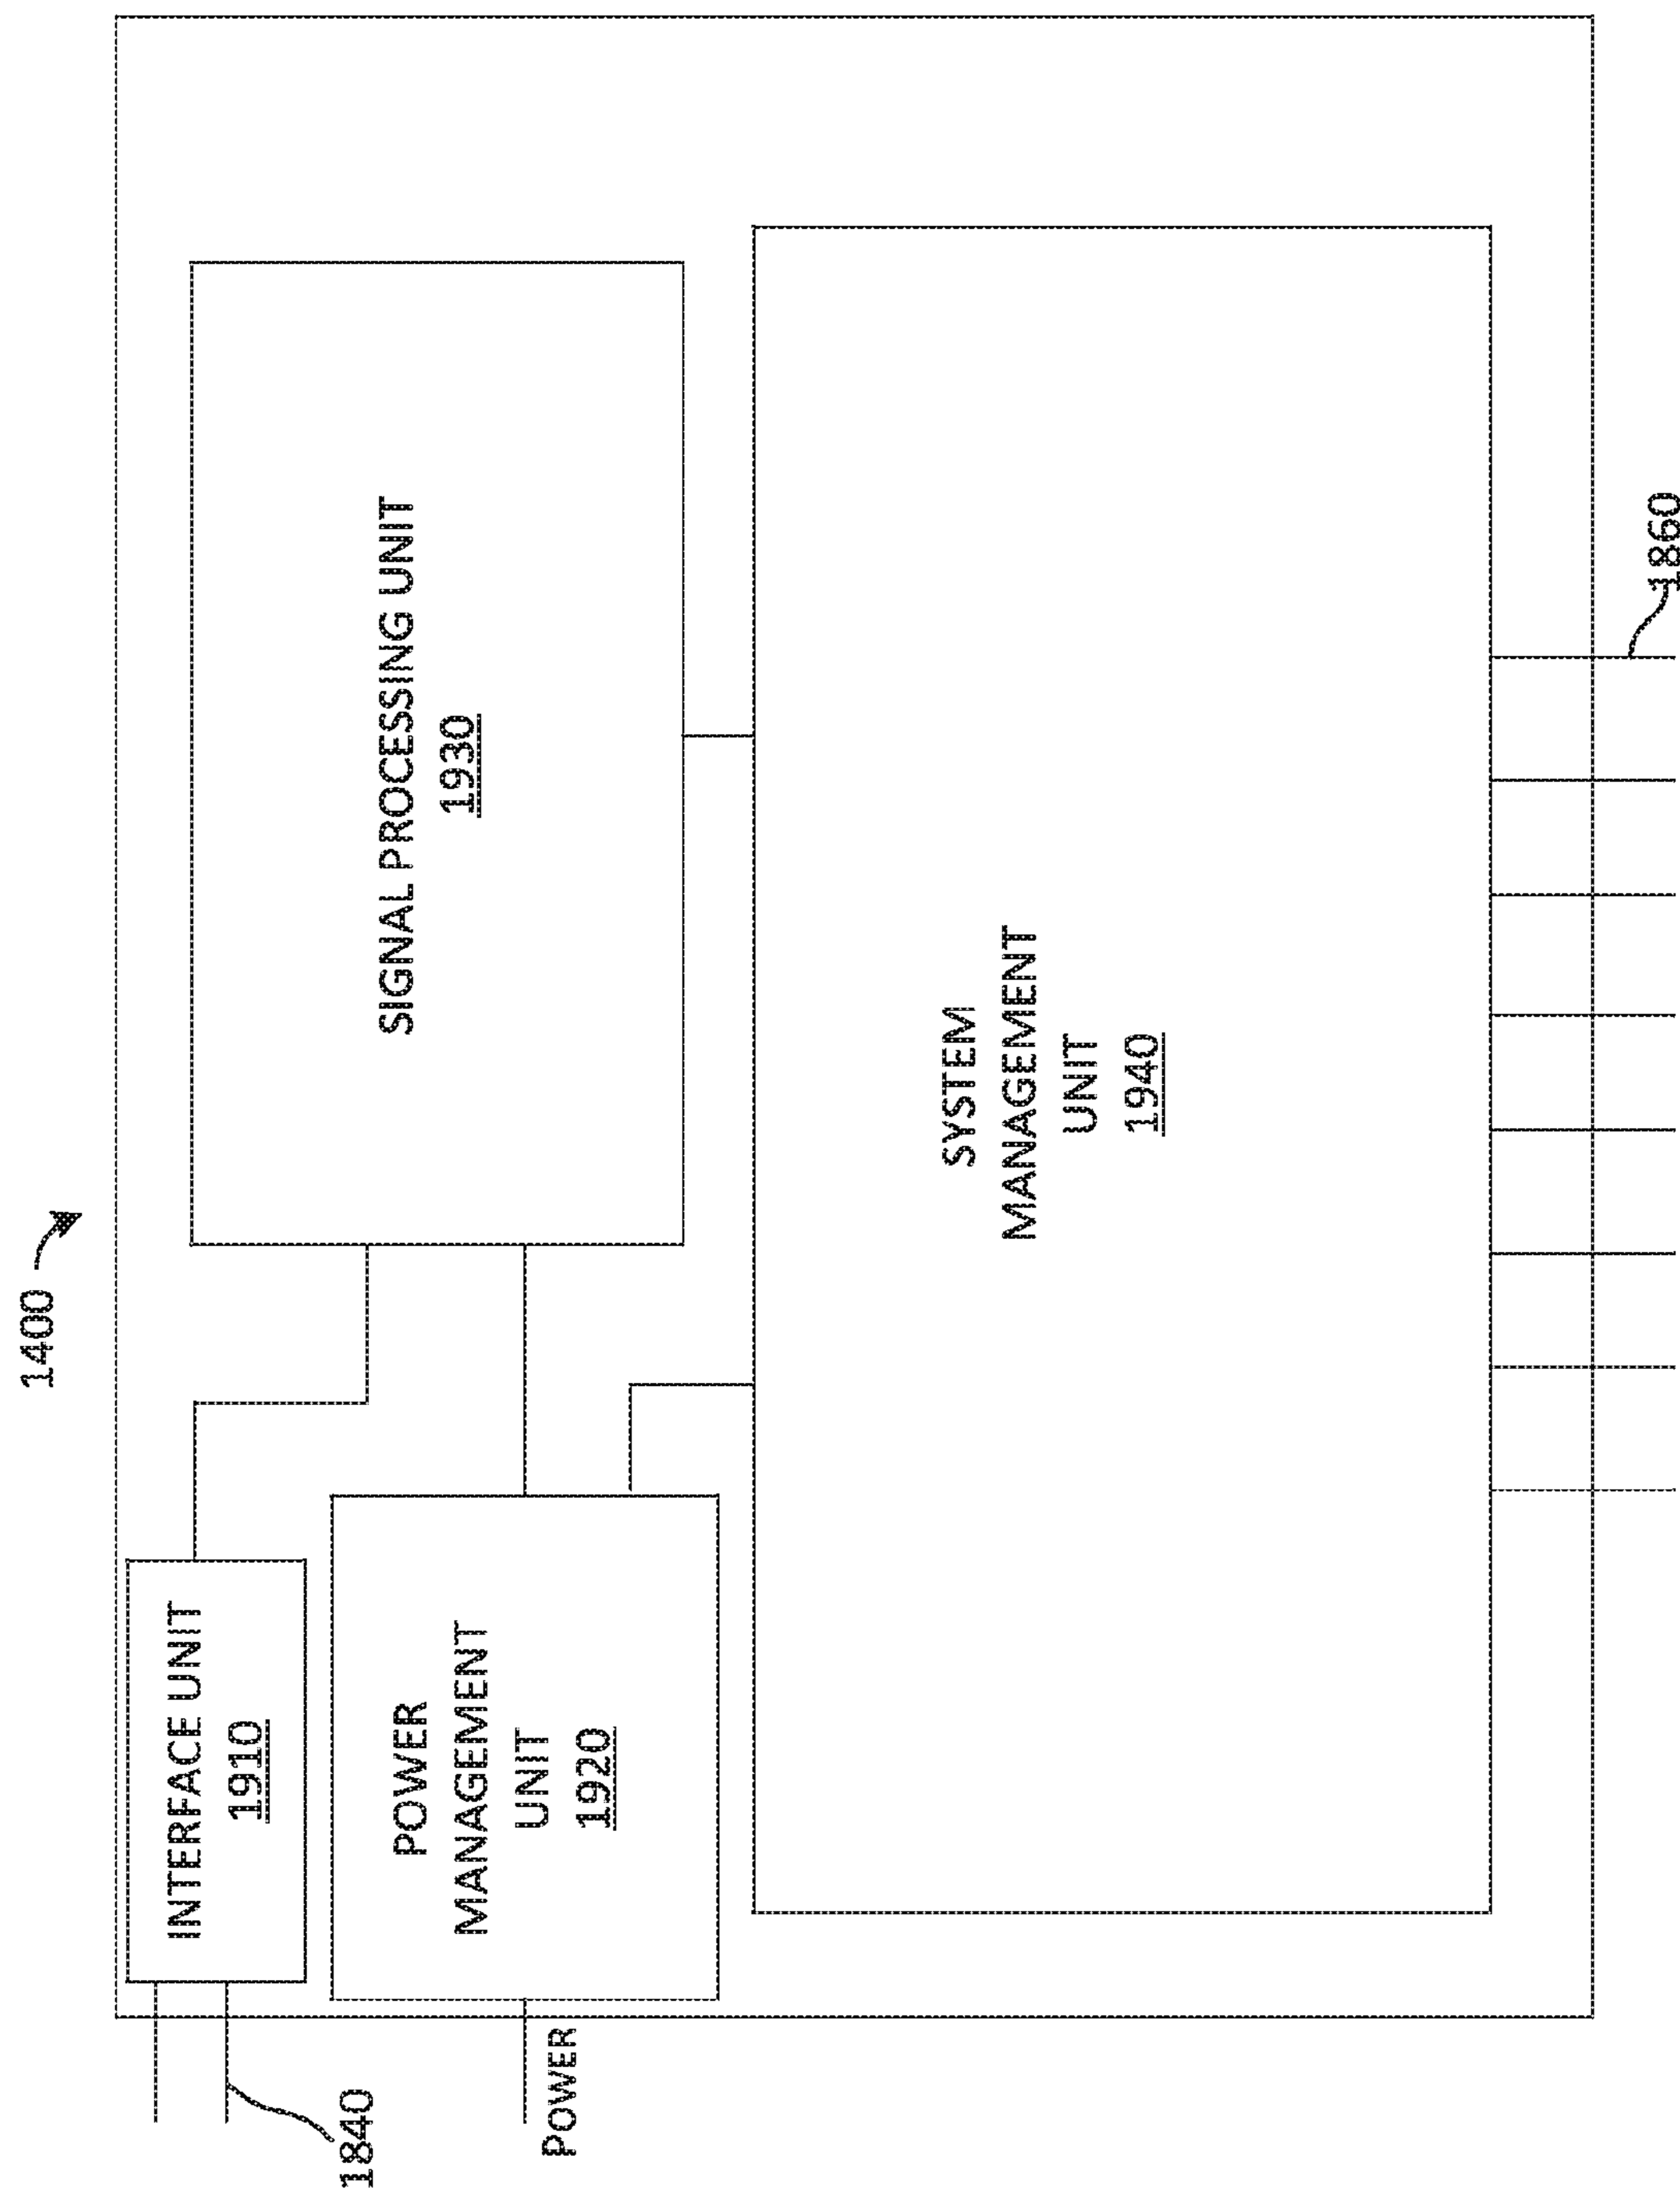 1400
INTERFACE UNIT
1910
1840
POWER
MANAGEMENT
UNIT
1920
POWER
SIGNAL PROCESSING UNIT
1930
SYSTEM
MANAGEMENT
UNIT
1940
1860